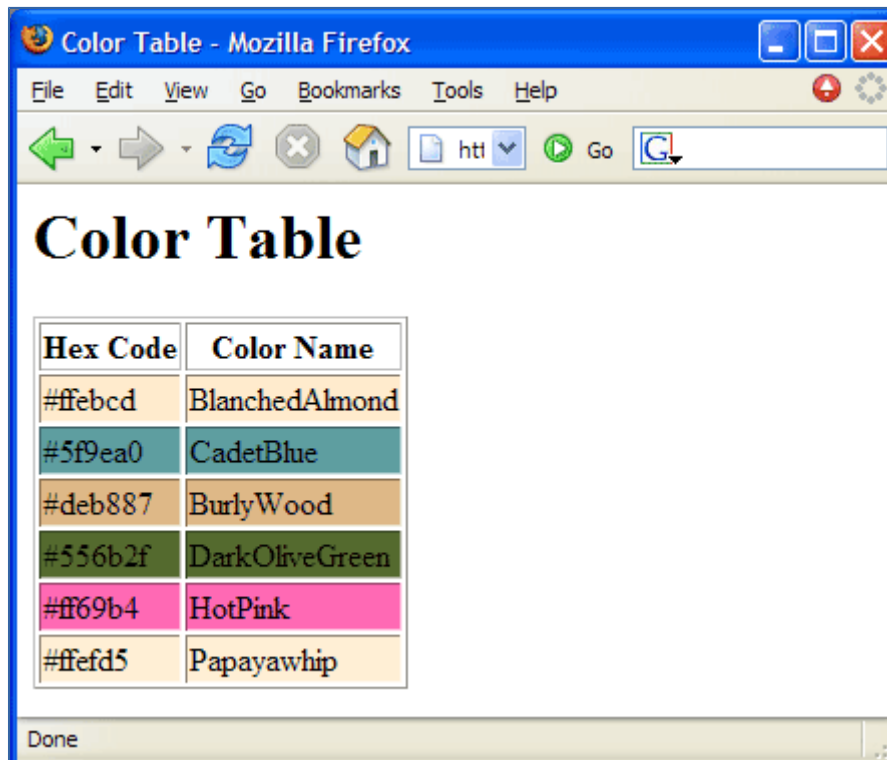 Color Table - Mozilla Firefox
File Edit View Go Bookmarks Tools Help
htt Go G
Color Table
Hex Code Color Name
#ffebcd BlanchedAlmond
#5f9ea0 CadetBlue
#deb887 BurlyWood
#556b2f DarkOliveGreen
#ff69b4 HotPink
#ffefd5 Papayawhip
Done